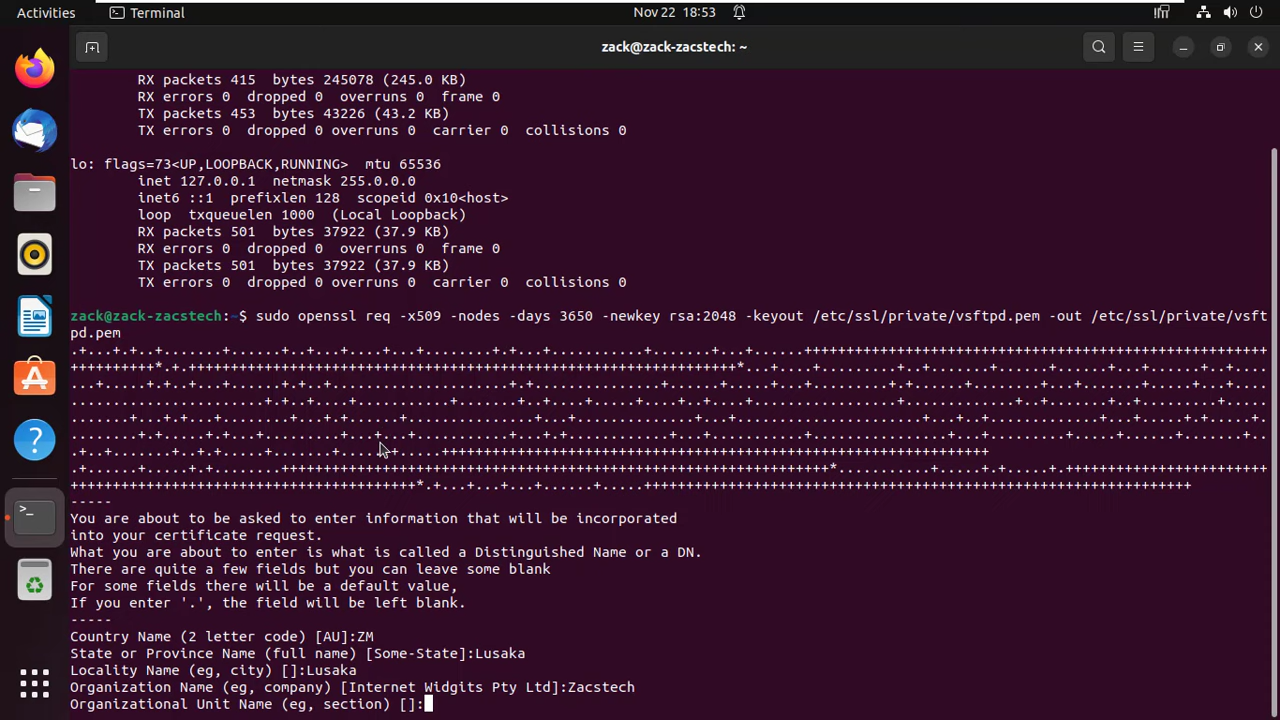 Activities Terminal Nov 22 18:53
zack@zack-zacstech: ~
RX packets 415  bytes 245078 (245.0 KB)
RX errors 0  dropped 0  overruns 0  frame 0
TX packets 453  bytes 43226 (43.2 KB)
TX errors 0  dropped 0 overruns 0  carrier 0  collisions 0
lo: flags=73<UP,LOOPBACK,RUNNING>  mtu 65536
inet 127.0.0.1  netmask 255.0.0.0
inet6 ::1  prefixlen 128  scopeid 0x10<host>
loop  txqueuelen 1000  (Local Loopback)
RX packets 501  bytes 37922 (37.9 KB)
RX errors 0  dropped 0  overruns 0  frame 0
TX packets 501  bytes 37922 (37.9 KB)
TX errors 0  dropped 0 overruns 0  carrier 0  collisions 0
zack@zack-zacstech:~$ sudo openssl req -x509 -nodes -days 3650 -newkey rsa:2048 -keyout /etc/ssl/private/vsftpd.pem -out /etc/ssl/private/vsft
pd.pem
-----
You are about to be asked to enter information that will be incorporated
into your certificate request.
What you are about to enter is what is called a Distinguished Name or a DN.
There are quite a few fields but you can leave some blank
For some fields there will be a default value,
If you enter '.', the field will be left blank.
-----
Country Name (2 letter code) [AU]:ZM
State or Province Name (full name) [Some-State]:Lusaka
Locality Name (eg, city) []:Lusaka
Organization Name (eg, company) [Internet Widgits Pty Ltd]:Zacstech
Organizational Unit Name (eg, section) []: